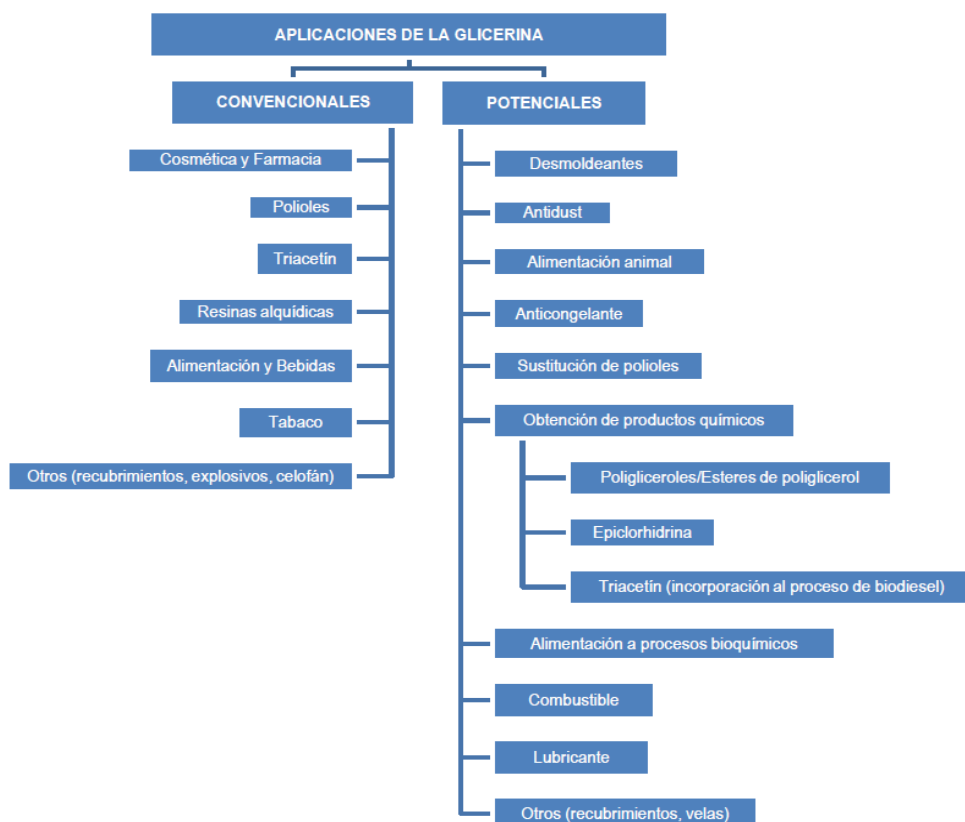 APLICACIONES DE LA GLICERINA
CONVENCIONALES
Cosmética y Farmacia
Polioles
Triacetín
Resinas alquídicas
Alimentación y Bebidas
Tabaco
Otros (recubrimientos, explosivos, celofán)
POTENCIALES
Desmoldeantes
Antidust
Alimentación animal
Anticongelante
Sustitución de polioles
Obtención de productos químicos
Poligliceroles/Esteres de poliglicerol
Epiclorhidrina
Triacetín (incorporación al proceso de biodiesel)
Alimentación a procesos bioquímicos
Combustible
Lubricante
Otros (recubrimientos, velas)